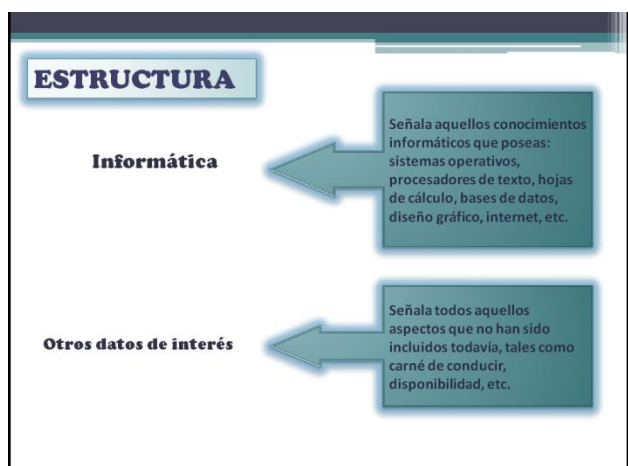 ESTRUCTURA
Informática
Señala aquellos conocimientos
informáticos que poseas:
sistemas operativos,
procesadores de texto, hojas
de cálculo, bases de datos,
diseño gráfico, internet, etc.
Otros datos de interés
Señala todos aquellos
aspectos que no han sido
incluidos todavía, tales como
carné de conducir,
disponibilidad, etc.